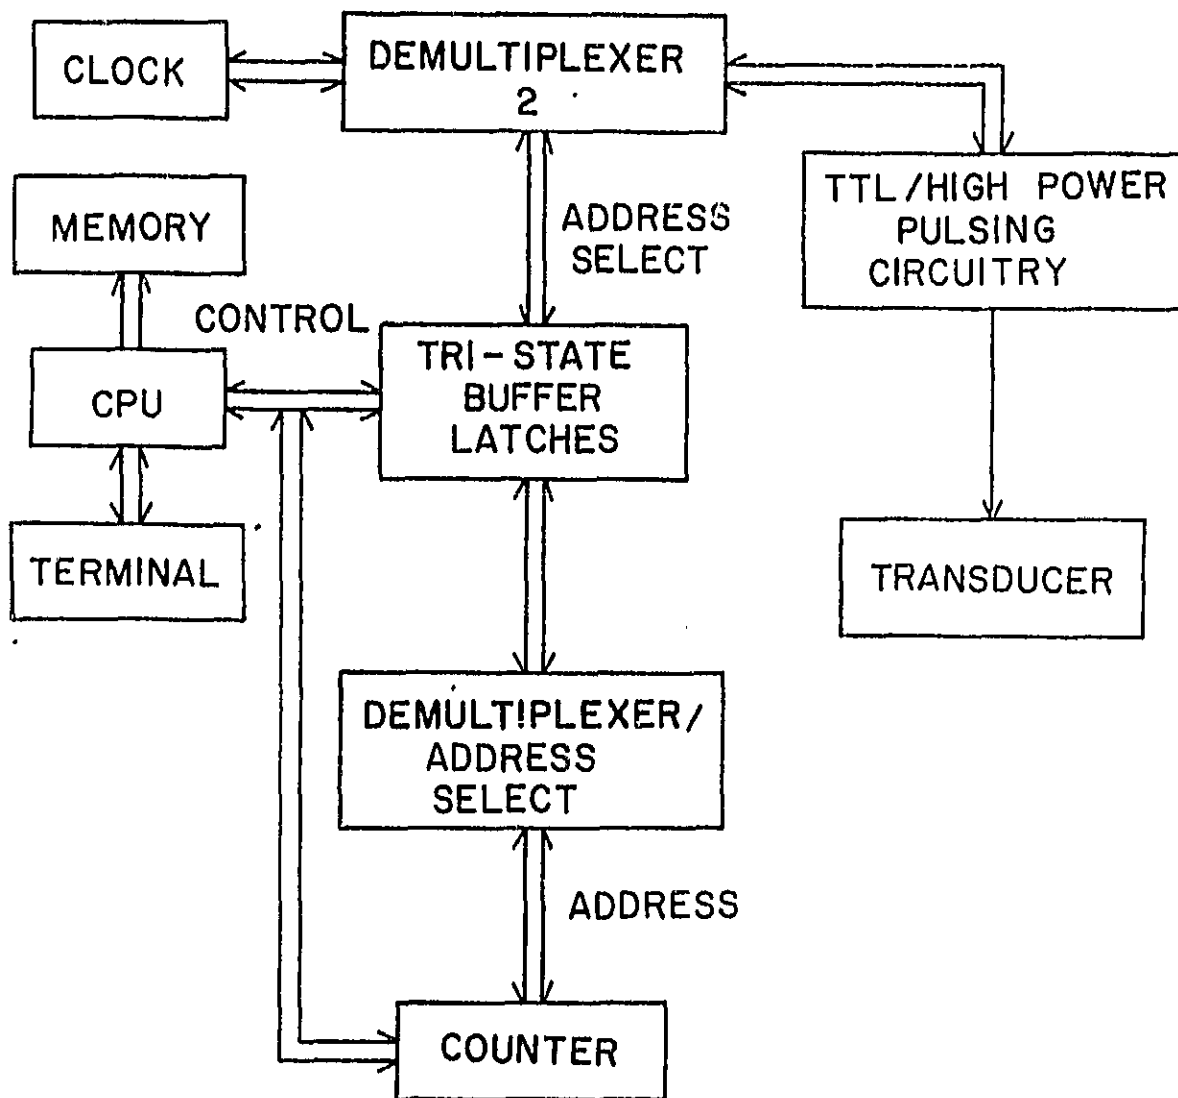 CLOCK
DEMULTIPLEXER
2
MEMORY
ADDRESS
SELECT
TTL/HIGH POWER
PULSING
CIRCUITRY
CONTROL
CPU
TRI-STATE
BUFFER
LATCHES
TERMINAL
TRANSDUCER
DEMULTIPLEXER/
ADDRESS
SELECT
ADDRESS
COUNTER